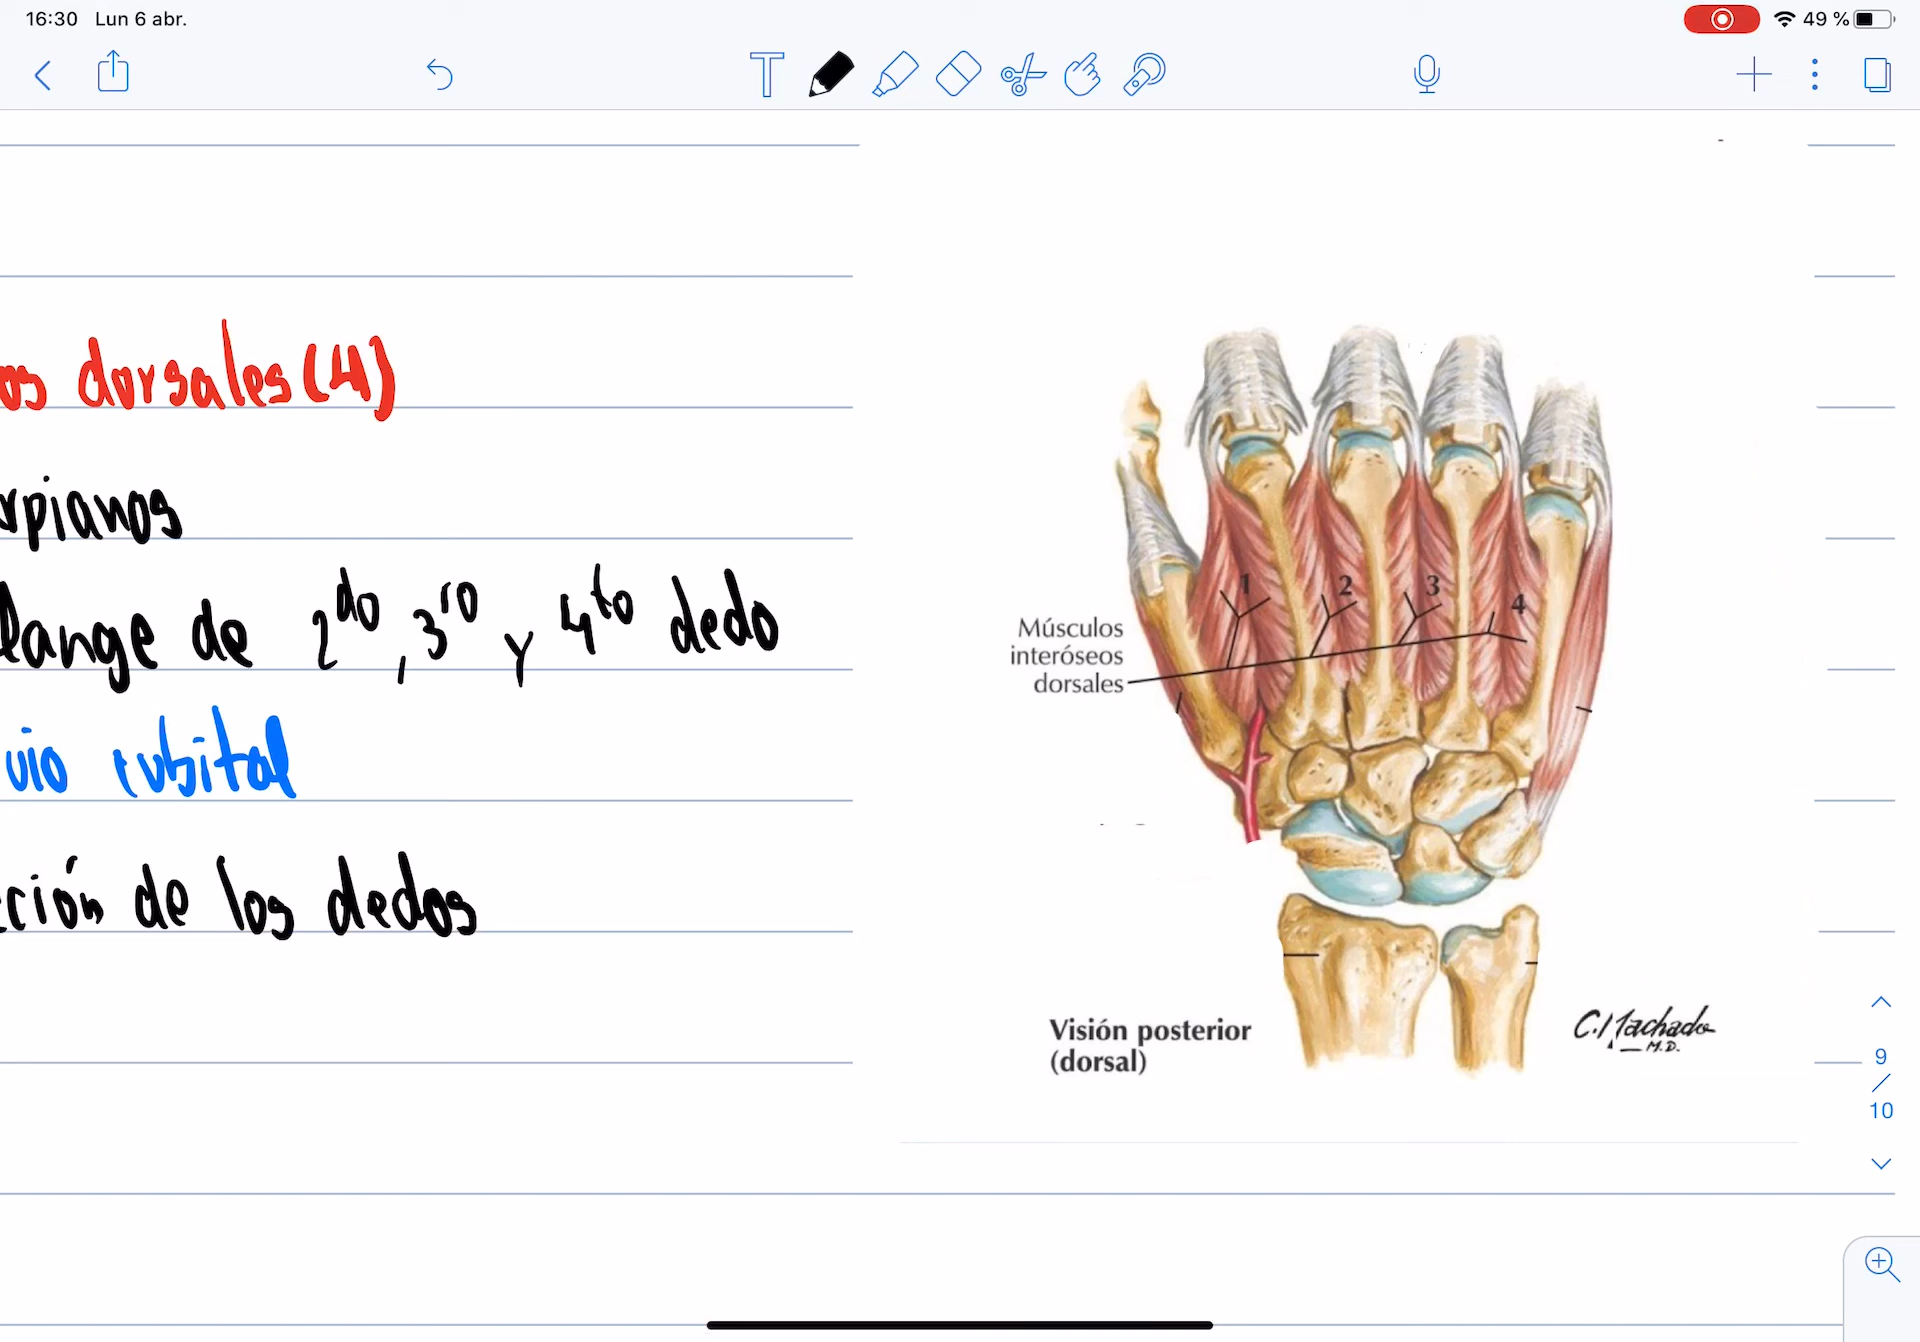 16:30 Lun 6 abr.
49 %
os dorsales (4)
rpianos
lange de 2do, 3ro y 4to dedo
vio cubital
cción de los dedos
1 2 3 4
Músculos
interóseos
dorsales
Visión posterior
(dorsal)
C. Machado
M.D.
9
/
10